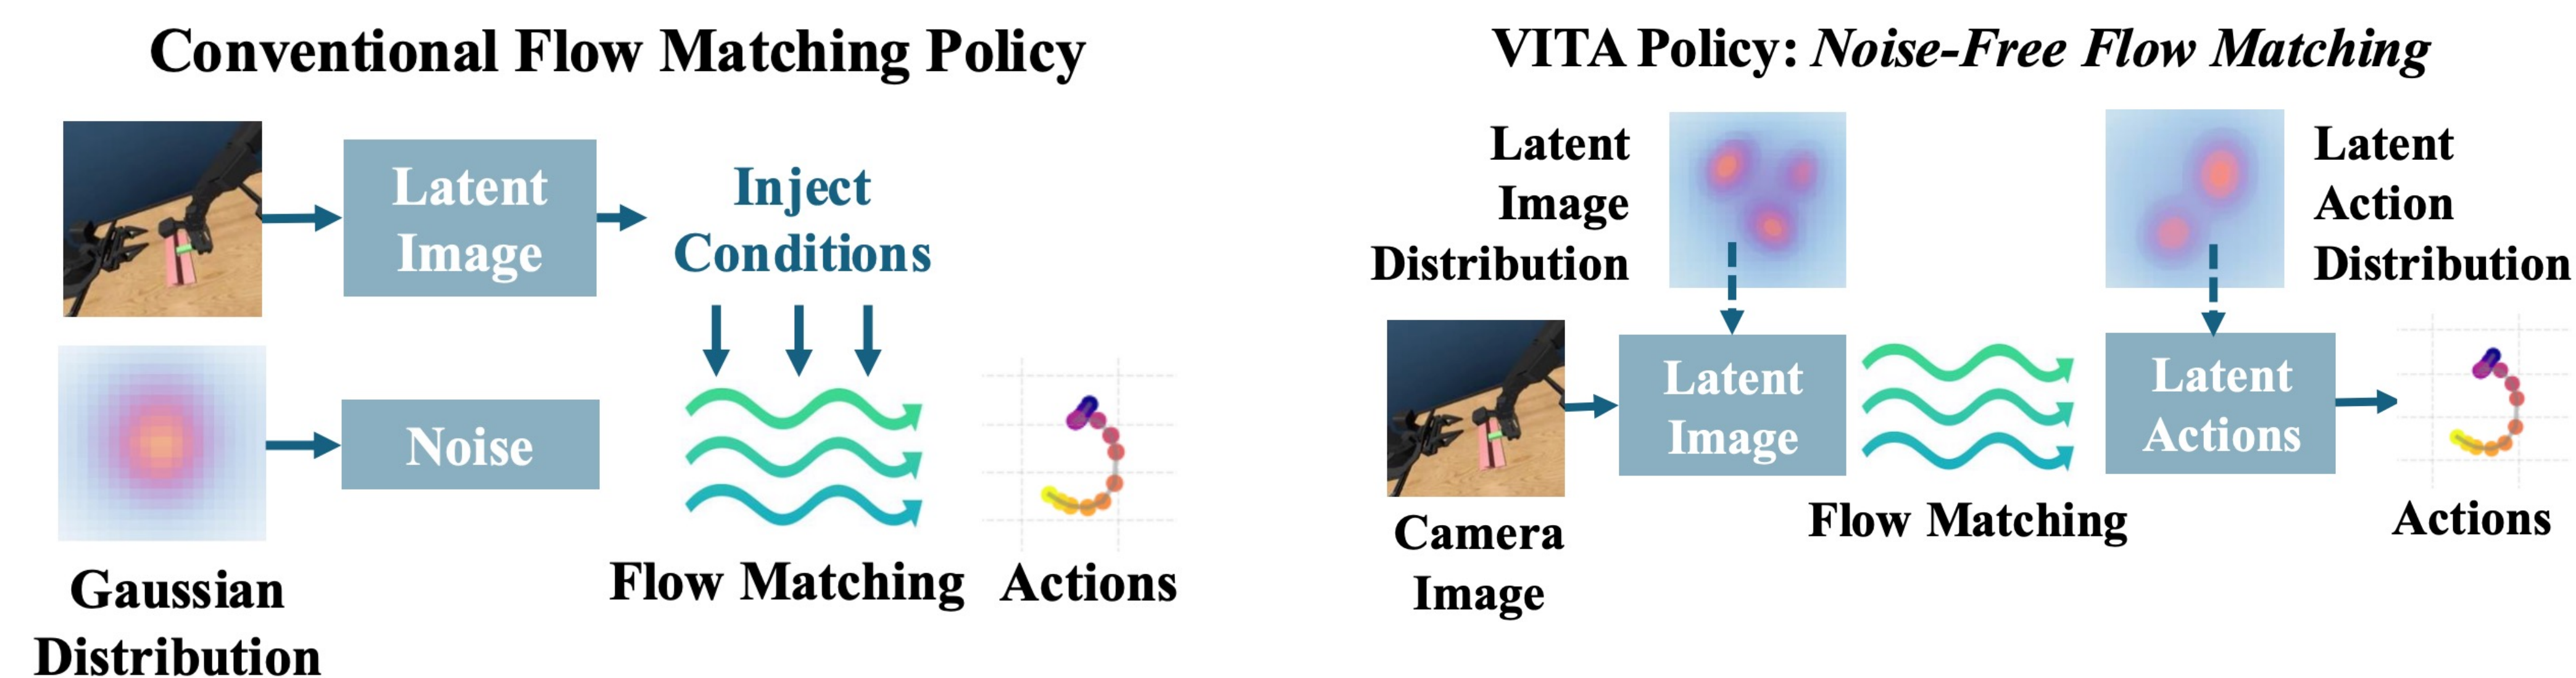 Conventional Flow Matching Policy
Latent
Image
Inject
Conditions
Noise
Gaussian
Distribution
Flow Matching
Actions
VITA Policy: Noise-Free Flow Matching
Latent
Image
Distribution
Latent
Action
Distribution
Camera
Image
Latent
Image
Flow Matching
Latent
Actions
Actions